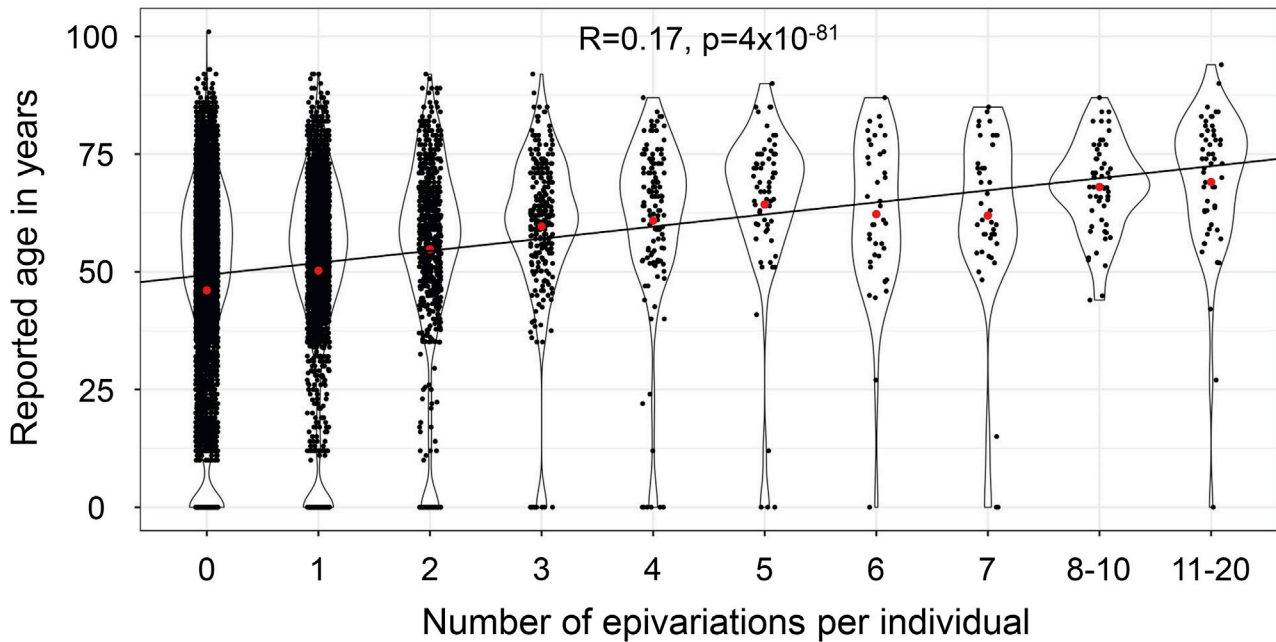 R=0.17, p=4x10⁻⁸¹
Reported age in years
100
75
50
25
0
0 1 2 3 4 5 6 7 8-10 11-20
Number of epivariations per individual